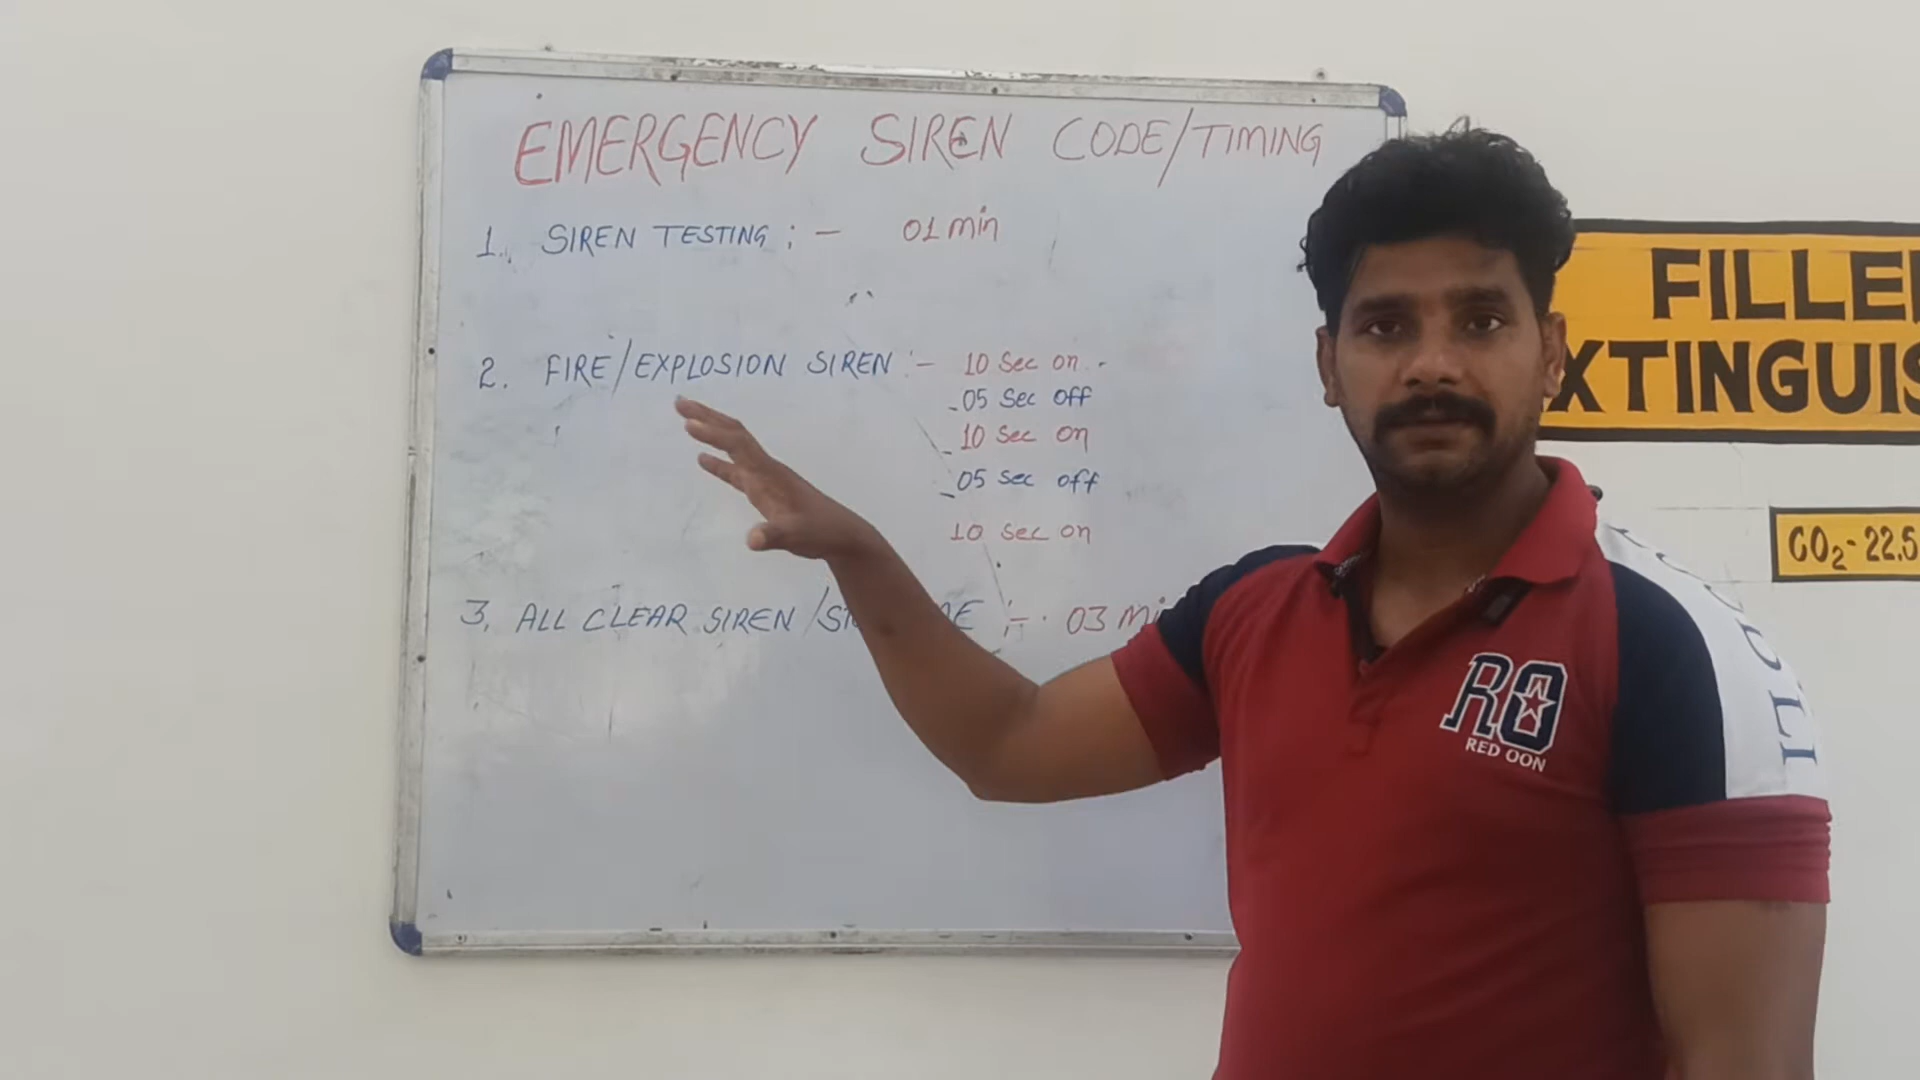 EMERGENCY SIREN CODE/TIMING
1. SIREN TESTING :- 01 min
2. FIRE/EXPLOSION SIREN :- 10 Sec on
05 Sec off
10 Sec on
05 Sec off
10 Sec on
3. ALL CLEAR SIREN / :- 03 Mi
FILLE
XTINGUIS
CO₂-22.5
RO
RED OON